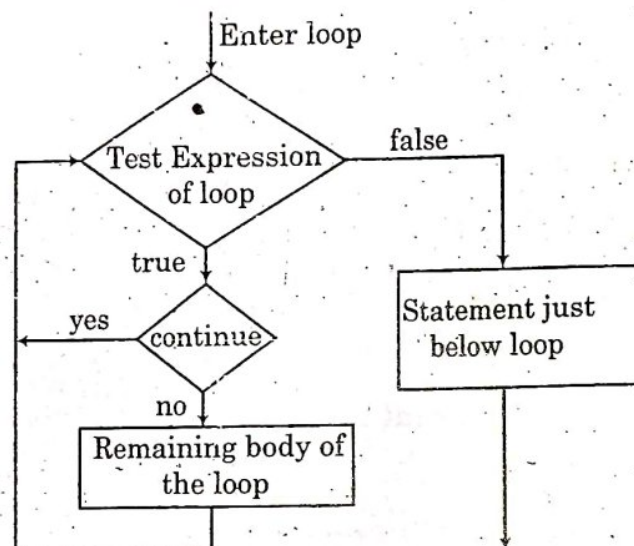 Enter loop
Test Expression
of loop
false
true
yes
continue
Statement just
below loop
no
Remaining body of
the loop